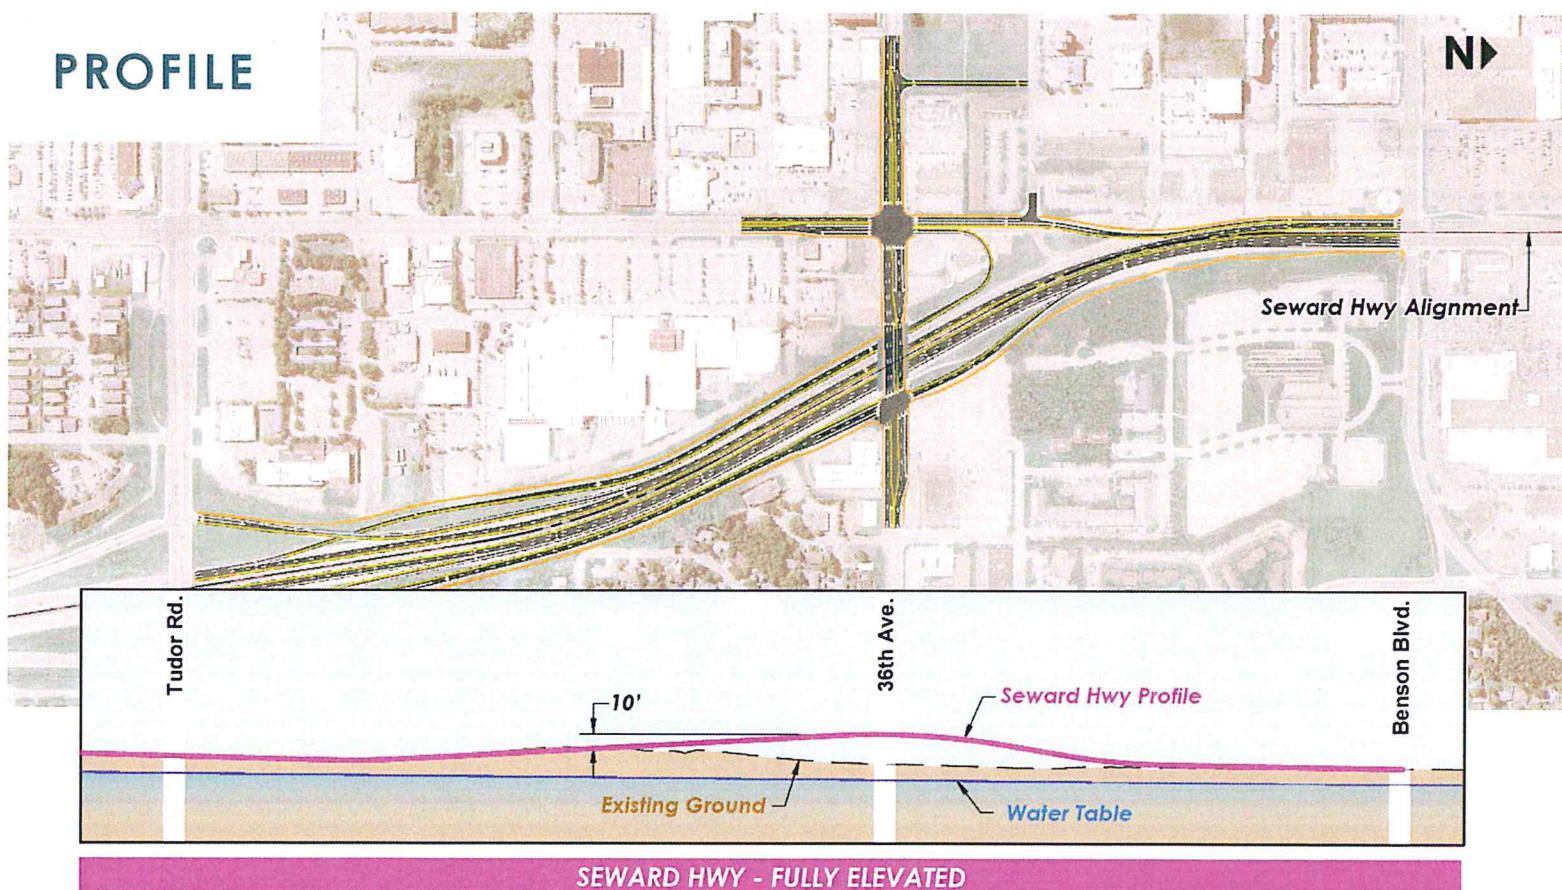 PROFILE
N
Seward Hwy Alignment
Tudor Rd.
36th Ave.
Benson Blvd.
10'
Seward Hwy Profile
Existing Ground
Water Table
SEWARD HWY - FULLY ELEVATED